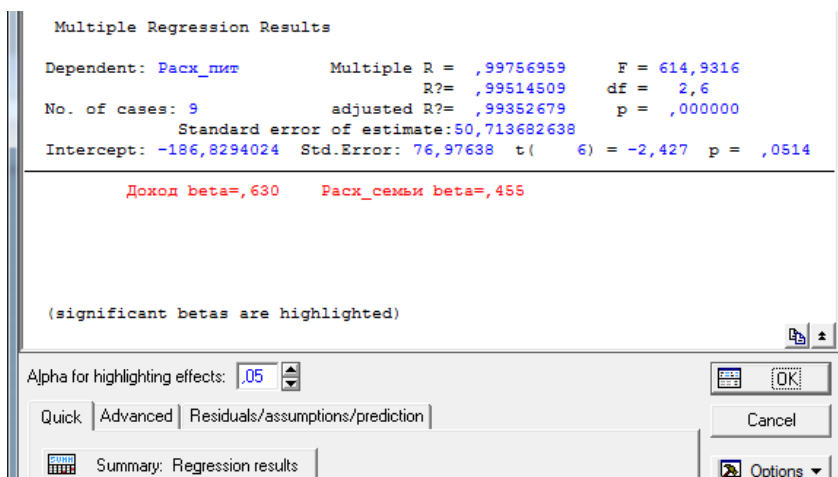 Multiple Regression Results
Dependent: Расх_пит Multiple R = ,99756959 F = 614,9316
R?= ,99514509 df = 2,6
No. of cases: 9 adjusted R?= ,99352679 p = ,000000
Standard error of estimate:50,713682638
Intercept: -186,8294024 Std.Error: 76,97638 t( 6) = -2,427 p = ,0514
Доход beta=,630 Расх_семьи beta=,455
(significant betas are highlighted)
Alpha for highlighting effects: ,05
OK
Quick Advanced Residuals/assumptions/prediction
Cancel
SUMM Summary: Regression results
Options